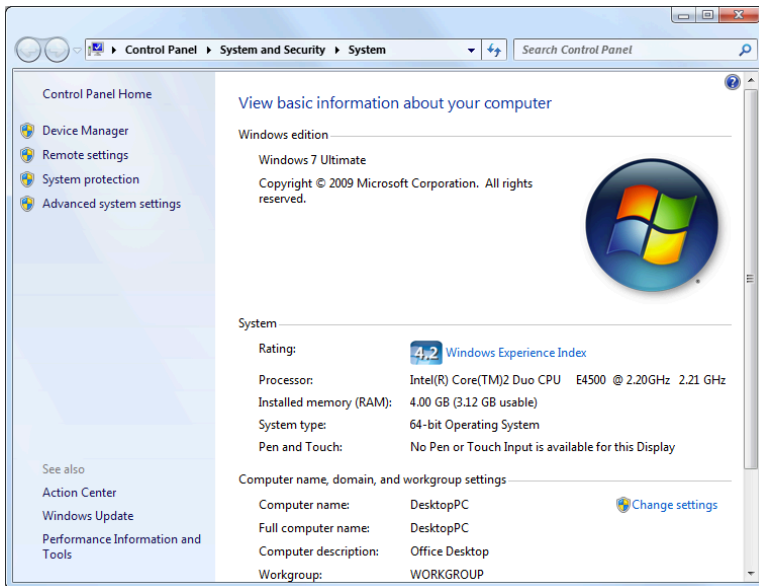 Control Panel System and Security System
Search Control Panel
Control Panel Home
Device Manager
Remote settings
System protection
Advanced system settings
See also
Action Center
Windows Update
Performance Information and
Tools
View basic information about your computer
Windows edition
Windows 7 Ultimate
Copyright © 2009 Microsoft Corporation. All rights
reserved.
System
Rating: 4.2 Windows Experience Index
Processor: Intel(R) Core(TM)2 Duo CPU E4500 @ 2.20GHz 2.21 GHz
Installed memory (RAM): 4.00 GB (3.12 GB usable)
System type: 64-bit Operating System
Pen and Touch: No Pen or Touch Input is available for this Display
Computer name, domain, and workgroup settings
Computer name: DesktopPC Change settings
Full computer name: DesktopPC
Computer description: Office Desktop
Workgroup: WORKGROUP